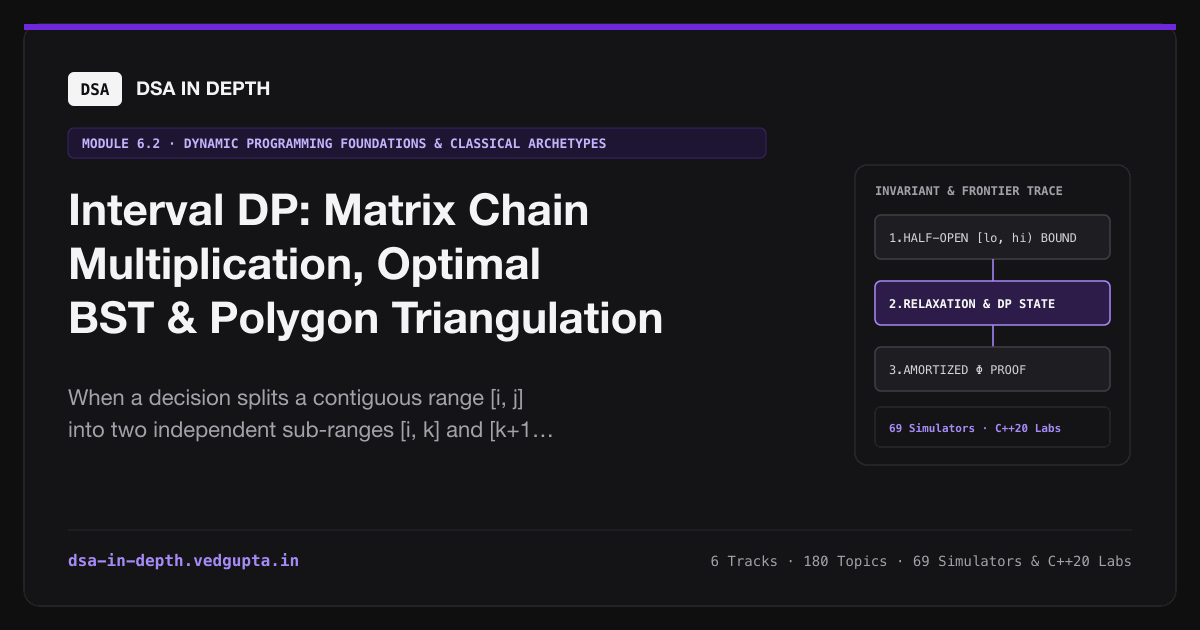 DSA
DSA IN DEPTH
MODULE 6.2 · DYNAMIC PROGRAMMING FOUNDATIONS & CLASSICAL ARCHETYPES
Interval DP: Matrix Chain
Multiplication, Optimal
BST & Polygon Triangulation
When a decision splits a contiguous range [i, j]
into two independent sub-ranges [i, k] and [k+1…
INVARIANT & FRONTIER TRACE
1.HALF-OPEN [lo, hi) BOUND
2.RELAXATION & DP STATE
3.AMORTIZED Φ PROOF
69 Simulators · C++20 Labs
dsa-in-depth.vedgupta.in
6 Tracks · 180 Topics · 69 Simulators & C++20 Labs